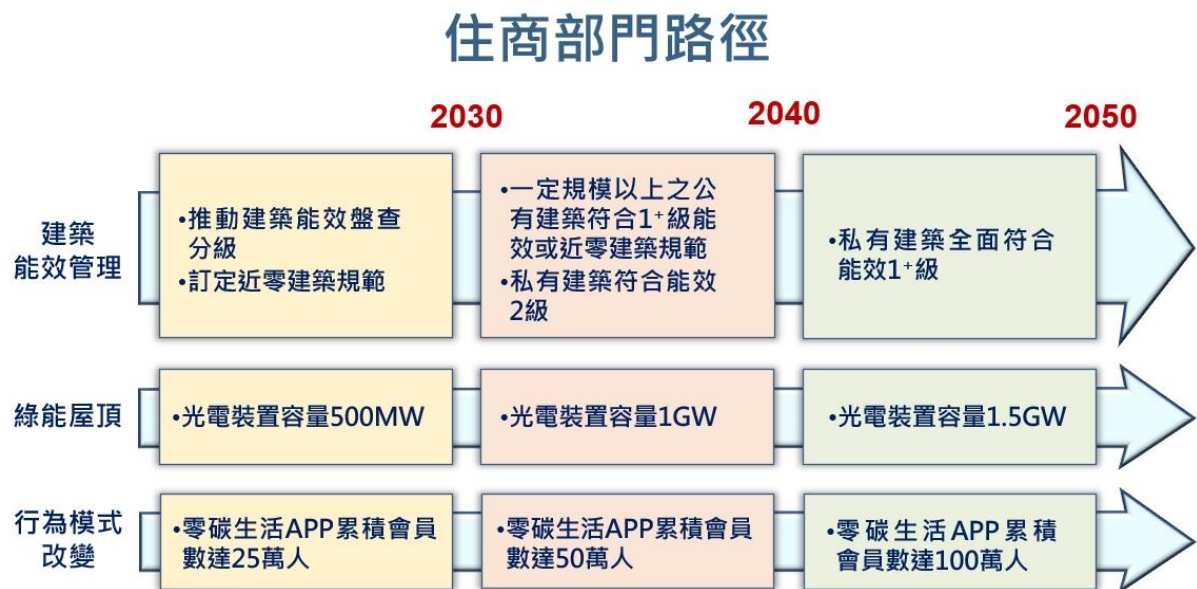 住商部門路徑
2030
2040
2050
建築
能效管理
•推動建築能效盤查
分級
•訂定近零建築規範
•一定規模以上之公
有建築符合1⁺級能
效或近零建築規範
•私有建築符合能效
2級
•私有建築全面符合
能效1⁺級
綠能屋頂
•光電裝置容量500MW
•光電裝置容量1GW
•光電裝置容量1.5GW
行為模式
改變
•零碳生活APP累積會員
數達25萬人
•零碳生活APP累積會員
數達50萬人
•零碳生活APP累積
會員數達100萬人